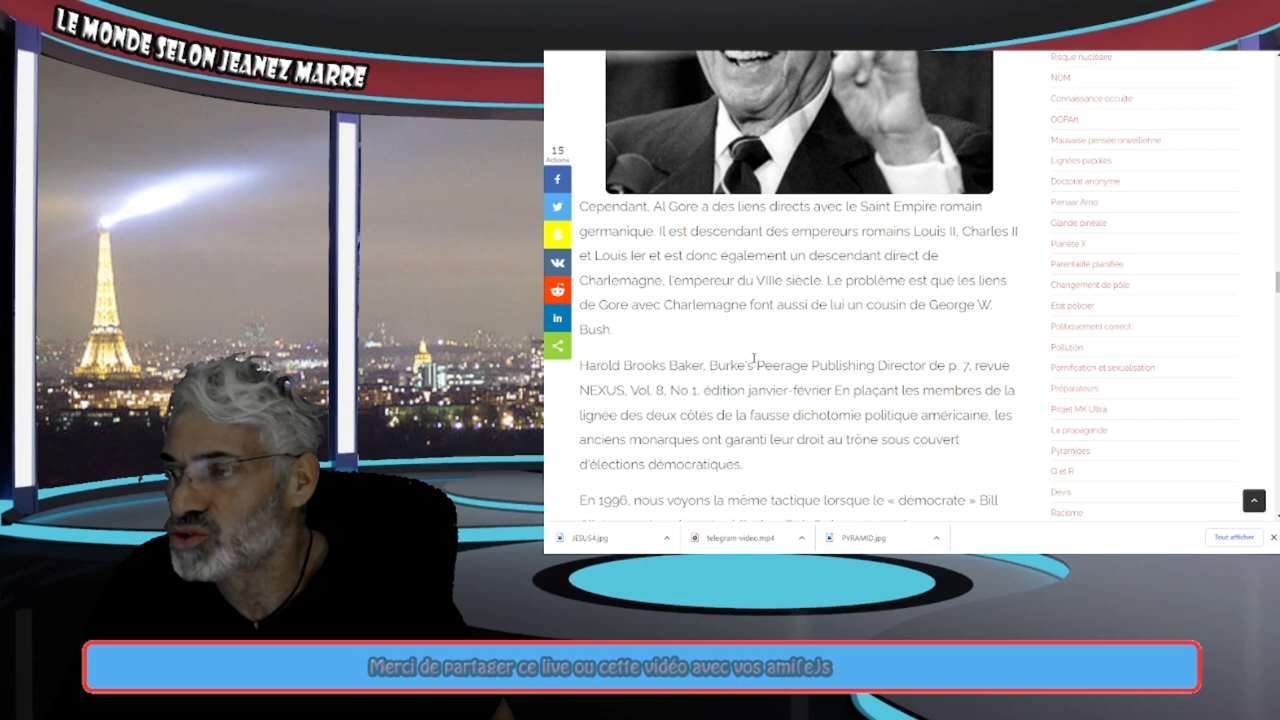 LE MONDE SELON JEANEZ MARRE
15
Actions
Cependant, Al Gore a des liens directs avec le Saint Empire romain
germanique. Il est descendant des empereurs romains Louis II, Charles II
et Louis Ier et est donc également un descendant direct de
Charlemagne, l'empereur du VIIIe siècle. Le problème est que les liens
de Gore avec Charlemagne font aussi de lui un cousin de George W.
Bush.
Harold Brooks Baker, Burke's Peerage Publishing Director de p. 7, revue
NEXUS, Vol. 8, No 1, édition janvier-février En plaçant les membres de la
lignée des deux côtés de la fausse dichotomie politique américaine, les
anciens monarques ont garanti leur droit au trône sous couvert
d'élections démocratiques.
En 1996, nous voyons la même tactique lorsque le « démocrate » Bill
Risque nucléaire
NOM
Connaissance occulte
OOPArt
Mauvaise pensée orwellienne
Lignées papales
Doctorat anonyme
Pienaar Arno
Glande pinéale
Planète X
Parentalité planifiée
Changement de pôle
État policier
Politiquement correct
Pollution
Pornification et sexualisation
Préparateurs
Projet MK Ultra
La propagande
Pyramides
Q et R
Devis
Racisme
JESUS4.jpg
telegram-video.mp4
PYRAMID.jpg
Tout afficher
Merci de partager ce live ou cette vidéo avec vos ami(e)s